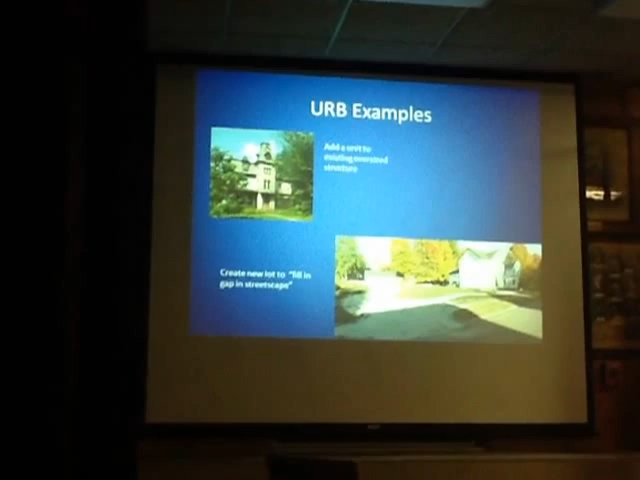 URB Examples
Add a unit to
existing oversized
structure
Create new lot to "fill in
gap in streetscape"